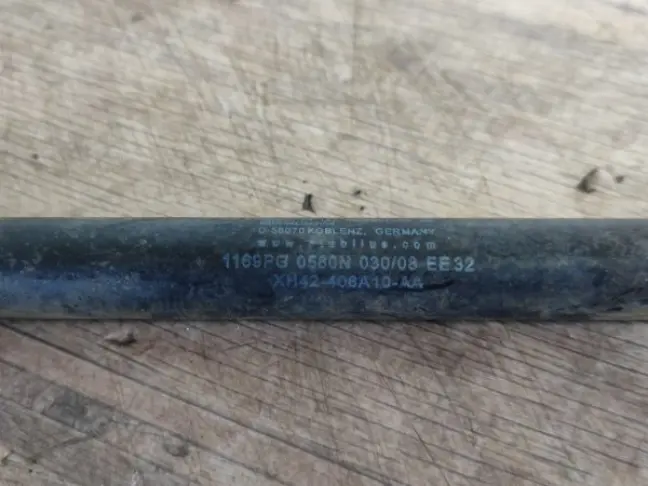 D-56070 KOBLENZ, GERMANY
www.stabilus.com
1169PG 0580N 030/08 EE32
XH42-406A10-AA